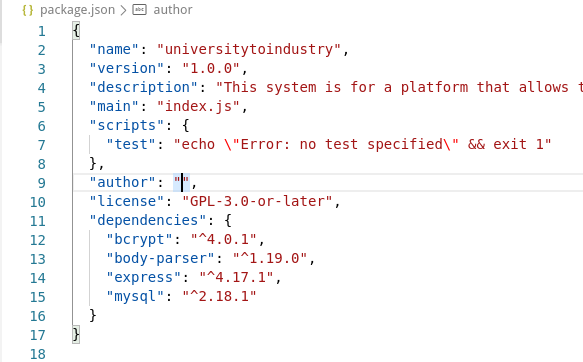 {} package.json > abc author
1 {
2 "name": "universitytoindustry",
3 "version": "1.0.0",
4 "description": "This system is for a platform that allows t
5 "main": "index.js",
6 "scripts": {
7 "test": "echo \"Error: no test specified\" && exit 1"
8 },
9 "author": "",
10 "license": "GPL-3.0-or-later",
11 "dependencies": {
12 "bcrypt": "^4.0.1",
13 "body-parser": "^1.19.0",
14 "express": "^4.17.1",
15 "mysql": "^2.18.1"
16 }
17 }
18